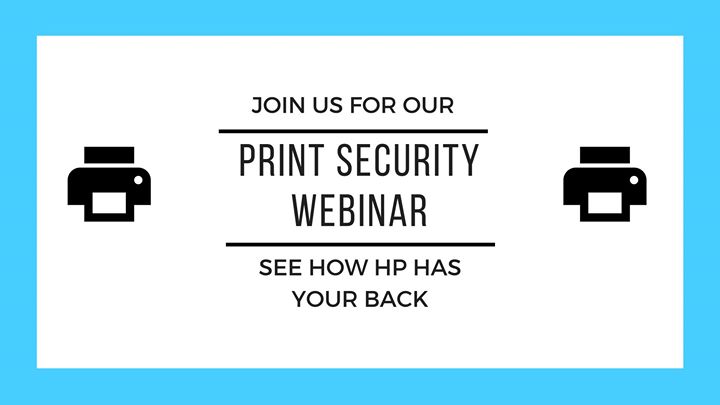 JOIN US FOR OUR
PRINT SECURITY
WEBINAR
SEE HOW HP HAS
YOUR BACK